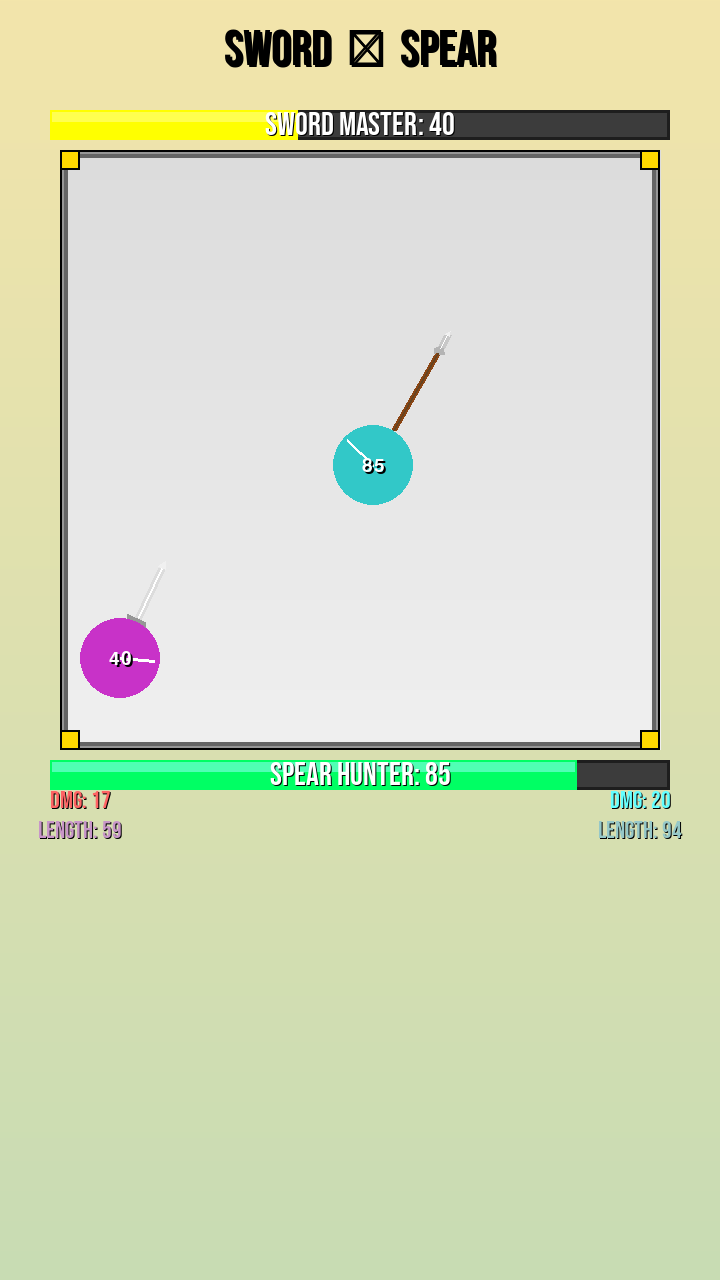 SWORD ☒ SPEAR
SWORD MASTER: 40
85
40
SPEAR HUNTER: 85
DMG: 17 DMG: 20
LENGTH: 59 LENGTH: 94